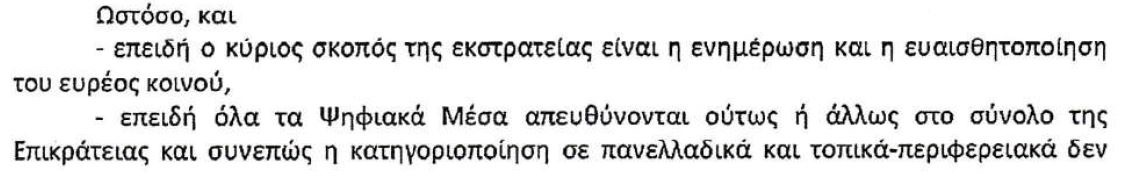 Ωστόσο, και
- επειδή ο κύριος σκοπός της εκστρατείας είναι η ενημέρωση και η ευαισθητοποίηση
του ευρέος κοινού,
- επειδή όλα τα Ψηφιακά Μέσα απευθύνονται ούτως ή άλλως στο σύνολο της
Επικράτειας και συνεπώς η κατηγοριοποίηση σε πανελλαδικά και τοπικά-περιφερειακά δεν